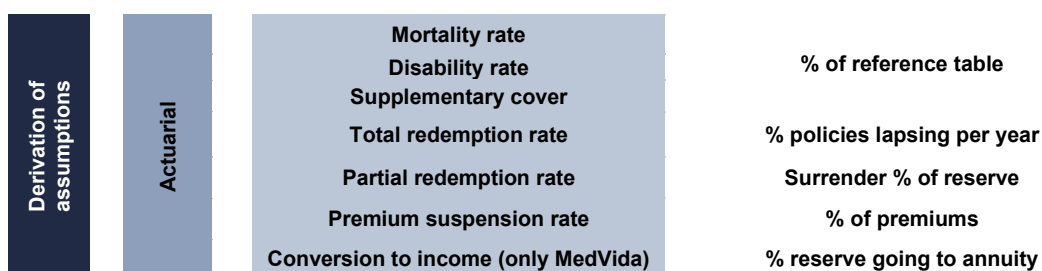 Derivation of
assumptions
Actuarial
Mortality rate
Disability rate
Supplementary cover
% of reference table
Total redemption rate
% policies lapsing per year
Partial redemption rate
Surrender % of reserve
Premium suspension rate
% of premiums
Conversion to income (only MedVida)
% reserve going to annuity